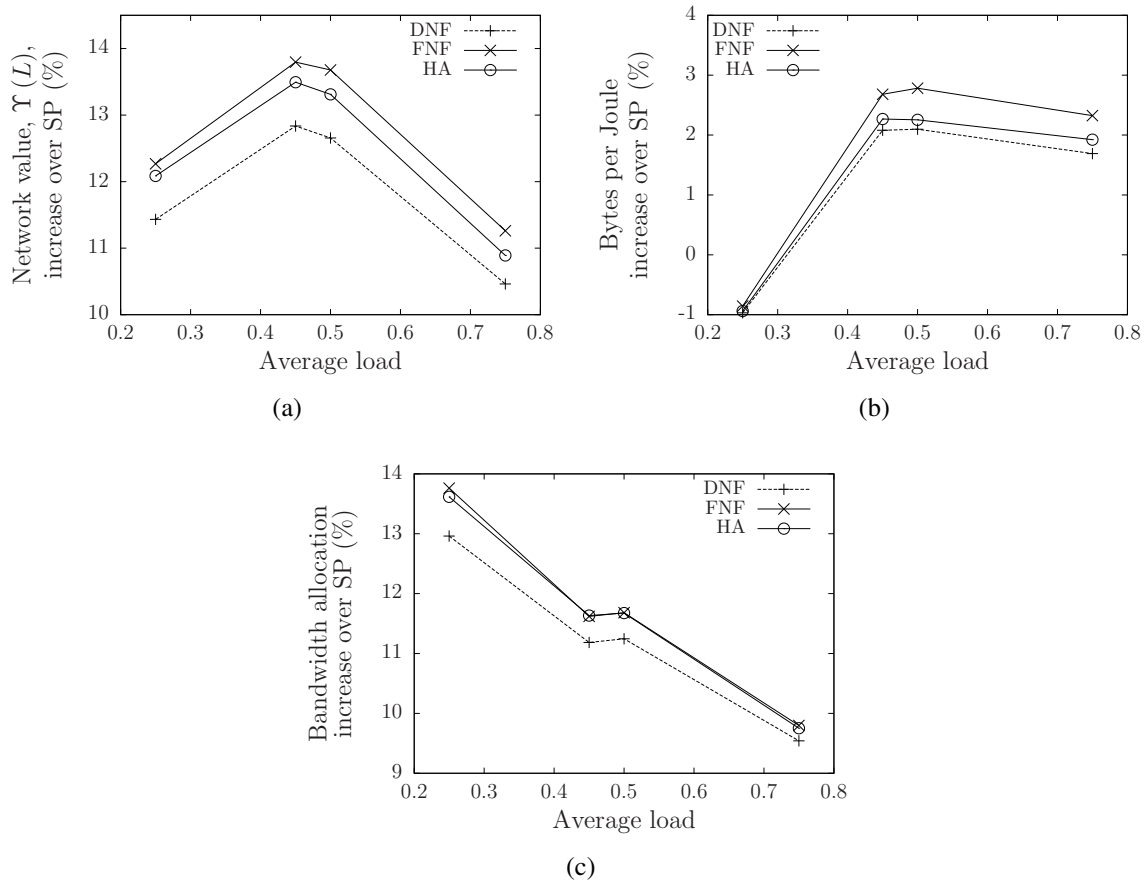 Network value, ϒ (L),
increase over SP (%)
14
13
12
11
10
DNF
FNF
HA
0.2 0.3 0.4 0.5 0.6 0.7 0.8
Average load
(a)
Bytes per Joule
increase over SP (%)
4
3
2
1
0
-1
DNF
FNF
HA
0.2 0.3 0.4 0.5 0.6 0.7 0.8
Average load
(b)
Bandwidth allocation
increase over SP (%)
14
13
12
11
10
9
DNF
FNF
HA
0.2 0.3 0.4 0.5 0.6 0.7 0.8
Average load
(c)